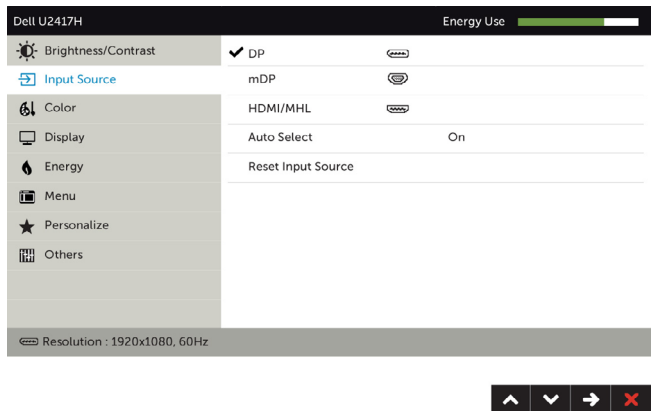 Dell U2417H Energy Use
Brightness/Contrast
DP
Input Source
mDP
Color
HDMI/MHL
Display
Auto Select On
Energy
Reset Input Source
Menu
Personalize
Others
Resolution : 1920x1080, 60Hz